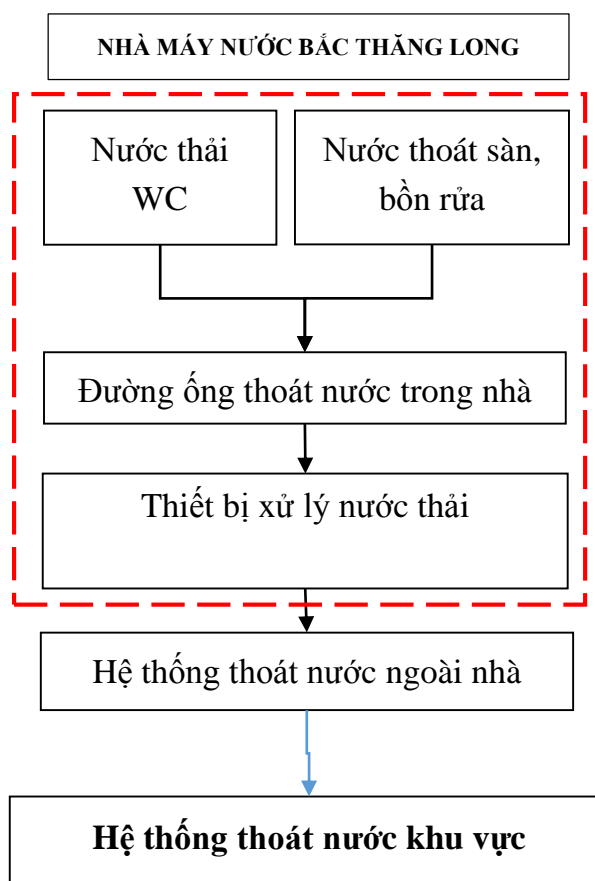 NHÀ MÁY NƯỚC BẮC THĂNG LONG
Nước thải
WC
Nước thoát sàn,
bồn rửa
Đường ống thoát nước trong nhà
Thiết bị xử lý nước thải
Hệ thống thoát nước ngoài nhà
Hệ thống thoát nước khu vực